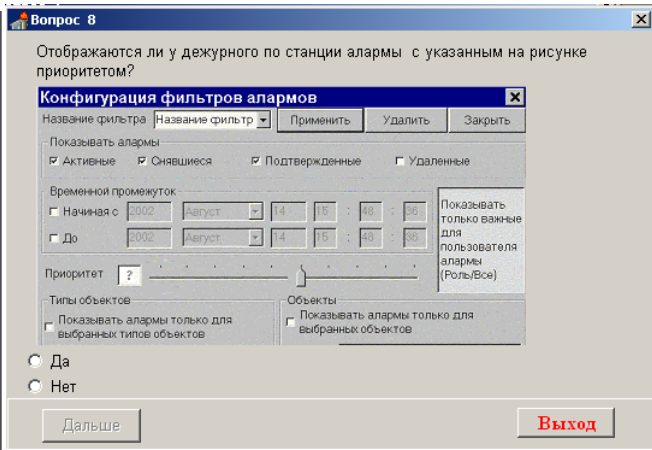 Вопрос 8
Отображаются ли у дежурного по станции алармы с указанным на рисунке
приоритетом?
Конфигурация фильтров алармов
Название фильтра Название фильтр Применить Удалить Закрыть
Показывать алармы
Активные Снявшиеся Подтвержденные Удаленные
Временной промежуток
Начиная с 2002 Август 14 15 : 48 : 36
До 2002 Август 14 15 : 48 : 36
Показывать
только важные
для
пользователя
алармы
(Роль/Все)
Приоритет ?
Типы объектов
Показывать алармы только для
выбранных типов объектов
Объекты
Показывать алармы только для
выбранных объектов
Да
Нет
Дальше Выход